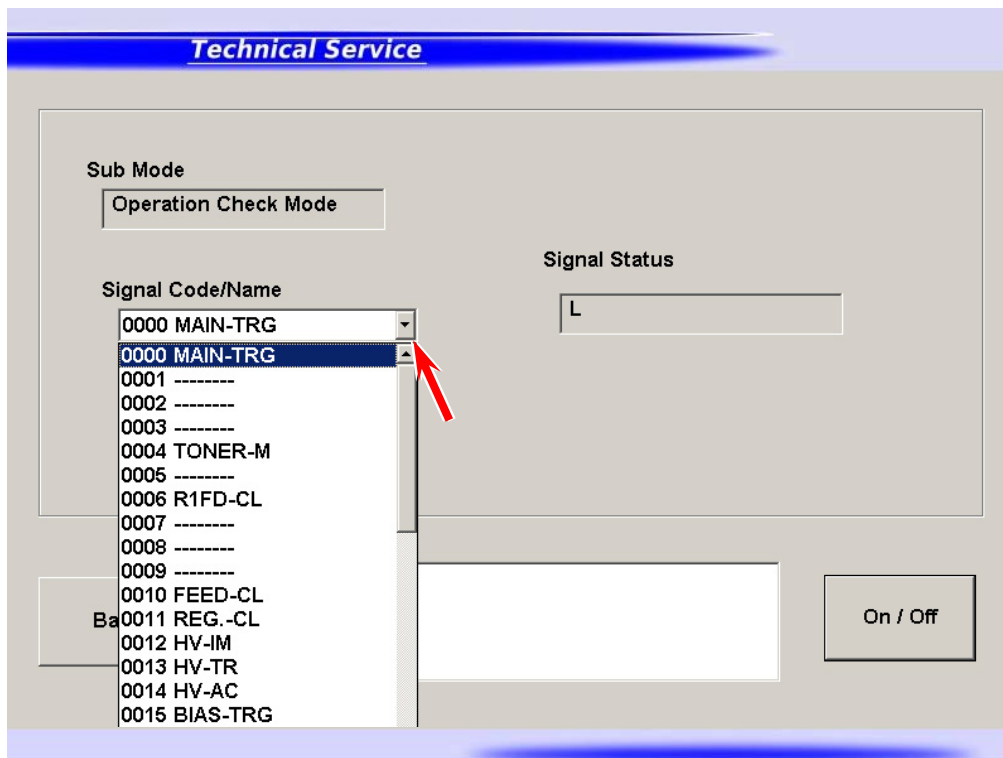 Technical Service
Sub Mode
Operation Check Mode
Signal Status
L
Signal Code/Name
0000 MAIN-TRG
0000 MAIN-TRG
0001 --------
0002 --------
0003 --------
0004 TONER-M
0005 --------
0006 R1FD-CL
0007 --------
0008 --------
0009 --------
0010 FEED-CL
0011 REG.-CL
0012 HV-IM
0013 HV-TR
0014 HV-AC
0015 BIAS-TRG
Ba
On / Off